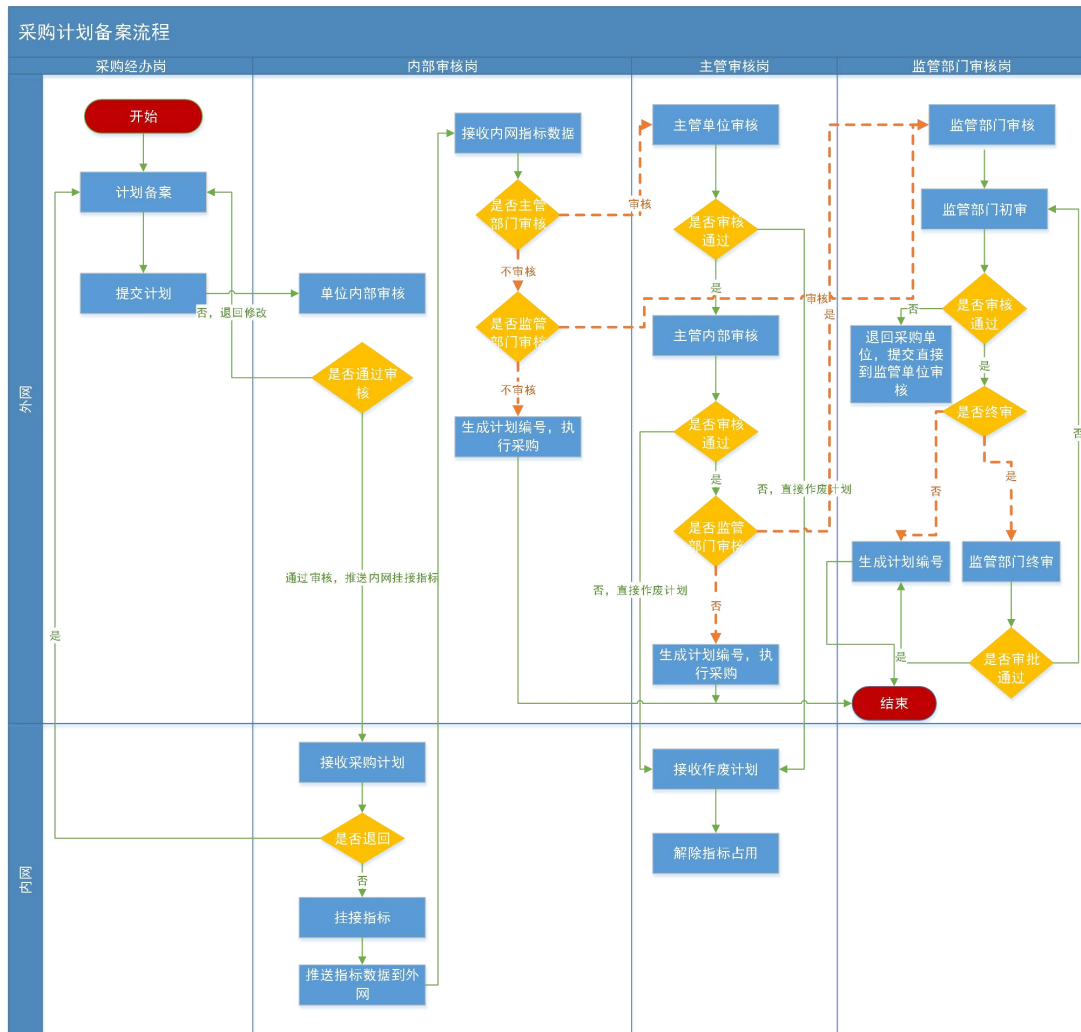 采购计划备案流程
采购经办岗
内部审核岗
主管审核岗
监管部门审核岗
外网
内网
开始
计划备案
提交计划
否，退回修改
是
单位内部审核
是否通过审
核
通过审核，推送内网挂接指标
接收采购计划
是否退回
否
挂接指标
推送指标数据到外
网
接收内网指标数据
是否主管
部门审核
审核
不审核
是否监管
部门审核
审核
不审核
生成计划编号，执
行采购
主管单位审核
是否审核
通过
是
否，直接作废计划
主管内部审核
是否审核
通过
是
否，直接作废计划
是否监管
部门审核
是
否
生成计划编号，执
行采购
接收作废计划
解除指标占用
监管部门审核
监管部门初审
是否审核
通过
否
退回采购单
位，提交直接
到监管单位审
核
是
是否终审
否
是
生成计划编号
监管部门终审
是否审批
通过
是
否
结束